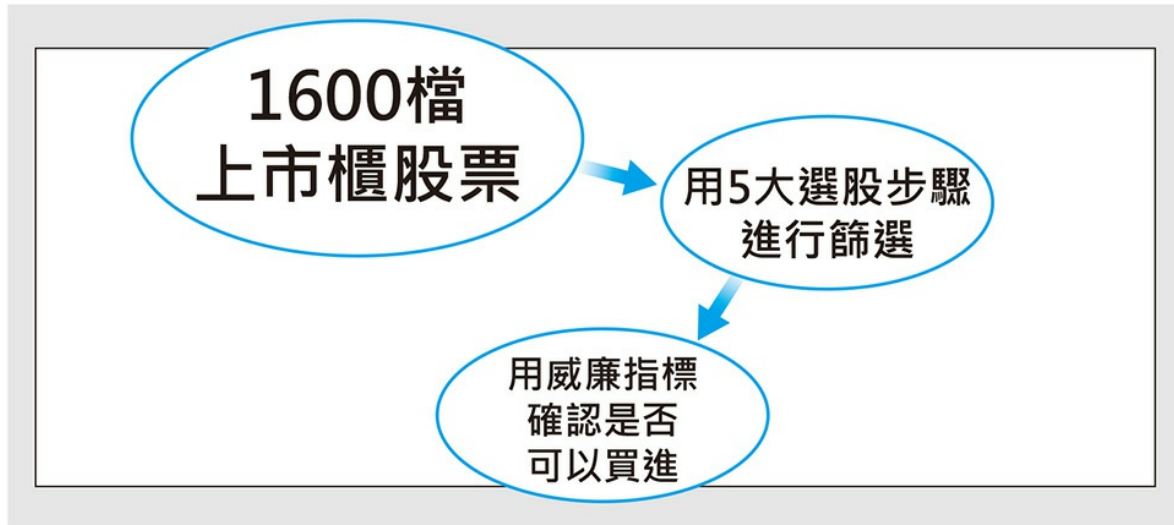 1600檔
上市櫃股票
用5大選股步驟
進行篩選
用威廉指標
確認是否
可以買進